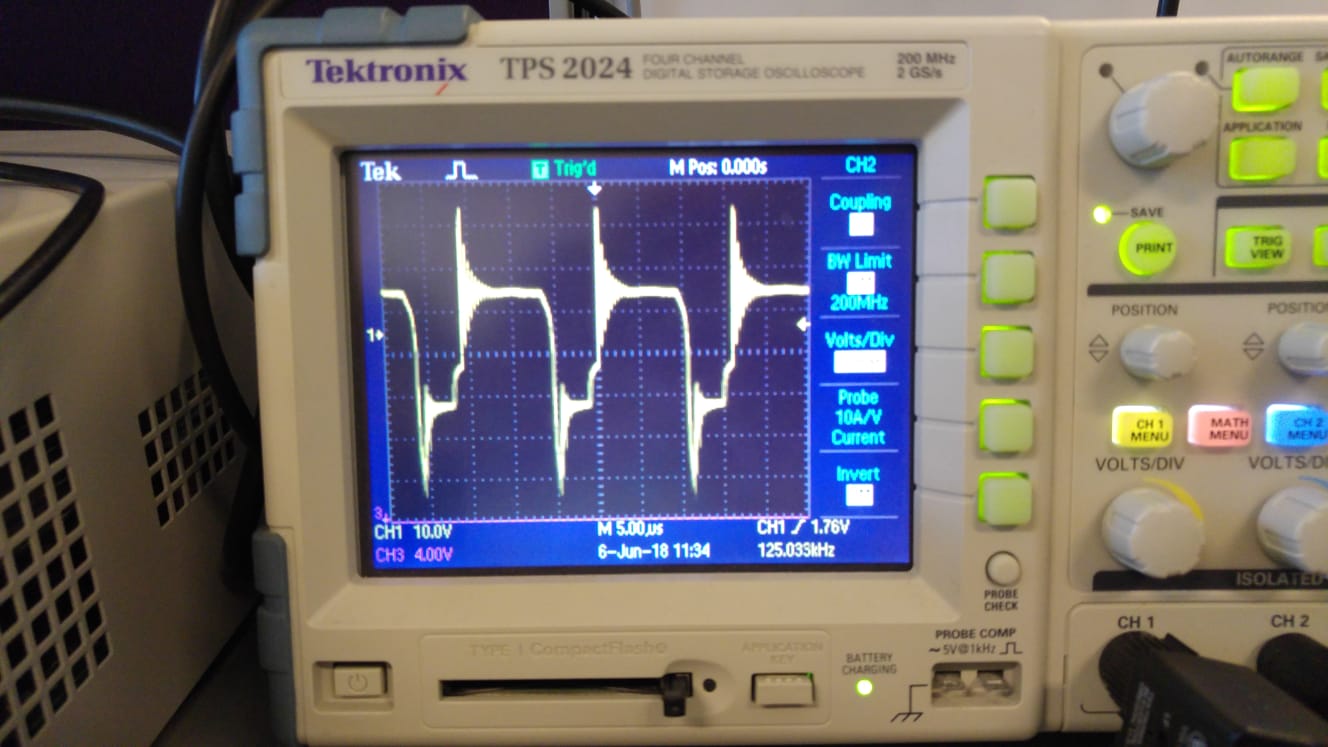 Tektronix TPS 2024 FOUR CHANNEL DIGITAL STORAGE OSCILLOSCOPE 200 MHz 2 GS/s
Tek T Trig'd M Pos: 0.000s CH2
Coupling
BW Limit
200MHz
Volts/Div
Probe
10A/V
Current
Invert
1
3
CH1 10.0V M 5.00µs CH1 1.76V
CH3 4.00V 6-Jun-18 11:34 125.033kHz
AUTORANGE
APPLICATION
SAVE
PRINT
TRIG VIEW
POSITION
CH 1 MENU
MATH MENU
CH 2 MENU
VOLTS/DIV
VOLTS/DI
ISOLATED
CH 1
CH 2
PROBE CHECK
PROBE COMP
~5V@1kHz
TYPE I CompactFlash®
APPLICATION KEY
BATTERY CHARGING